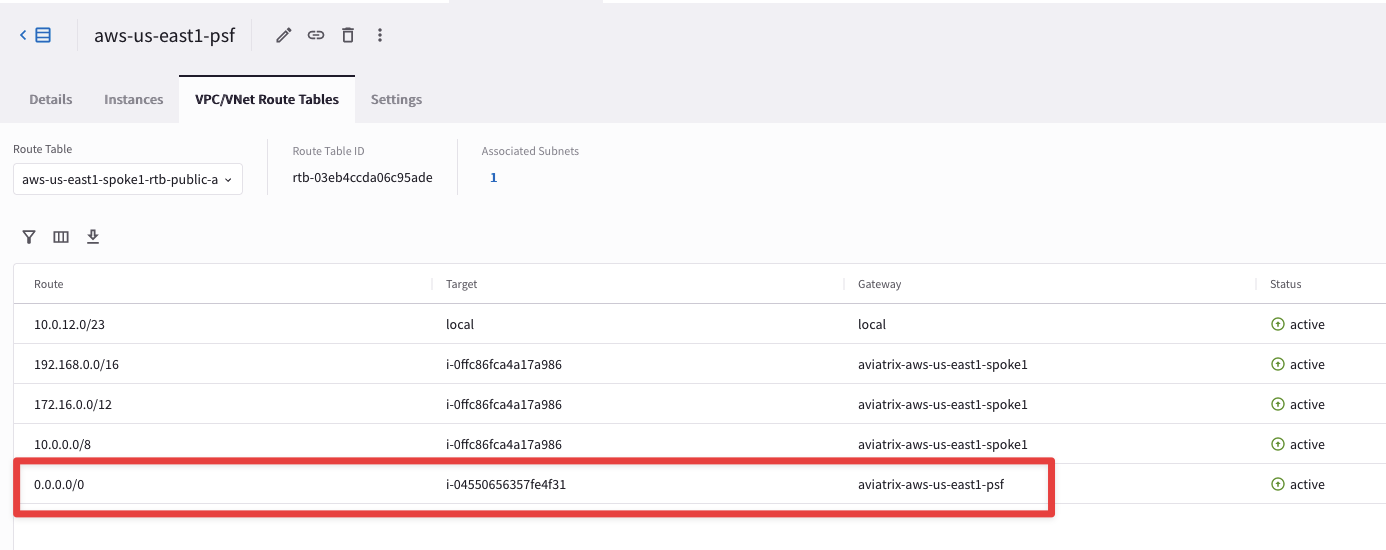 aws-us-east1-psf
Details Instances VPC/VNet Route Tables Settings
Route Table
aws-us-east1-spoke1-rtb-public-a
Route Table ID
rtb-03eb4ccda06c95ade
Associated Subnets
1
Route Target Gateway Status
10.0.12.0/23 local local active
192.168.0.0/16 i-0ffc86fca4a17a986 aviatrix-aws-us-east1-spoke1 active
172.16.0.0/12 i-0ffc86fca4a17a986 aviatrix-aws-us-east1-spoke1 active
10.0.0.0/8 i-0ffc86fca4a17a986 aviatrix-aws-us-east1-spoke1 active
0.0.0.0/0 i-04550656357fe4f31 aviatrix-aws-us-east1-psf active